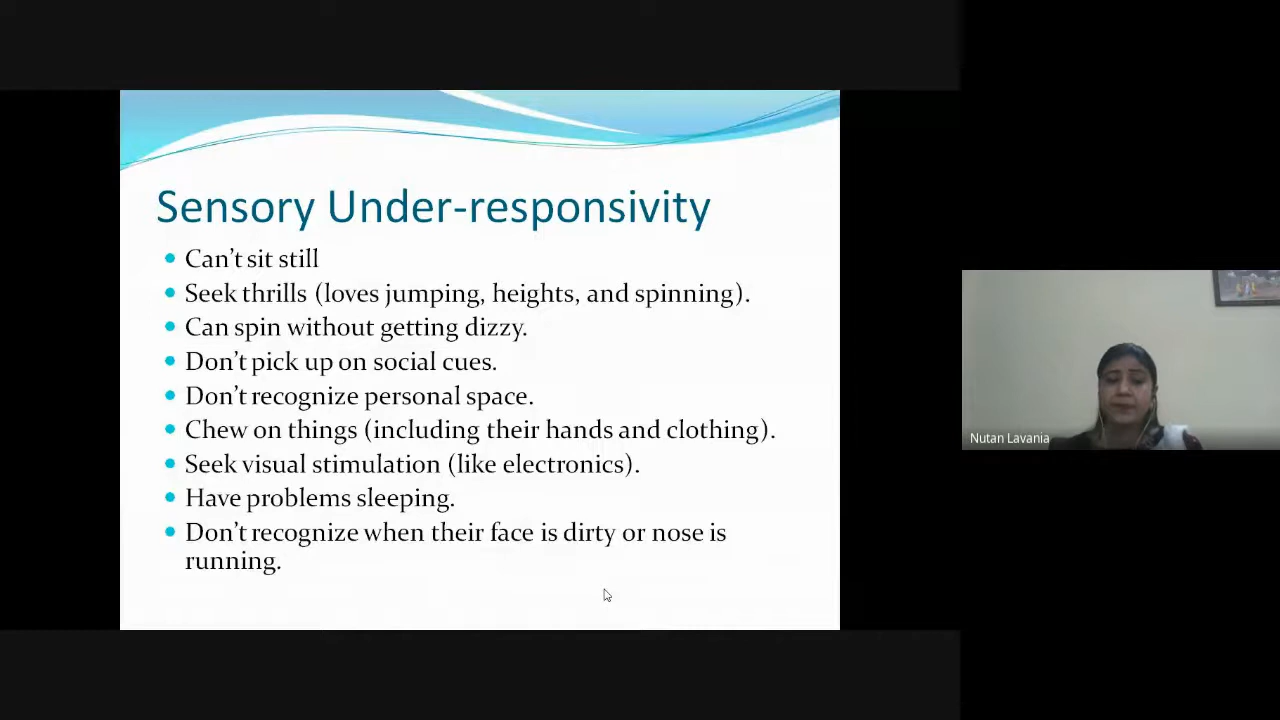 Sensory Under-responsivity
Can't sit still
Seek thrills (loves jumping, heights, and spinning).
Can spin without getting dizzy.
Don't pick up on social cues.
Don't recognize personal space.
Chew on things (including their hands and clothing).
Seek visual stimulation (like electronics).
Have problems sleeping.
Don't recognize when their face is dirty or nose is
running.
Nutan Lavania